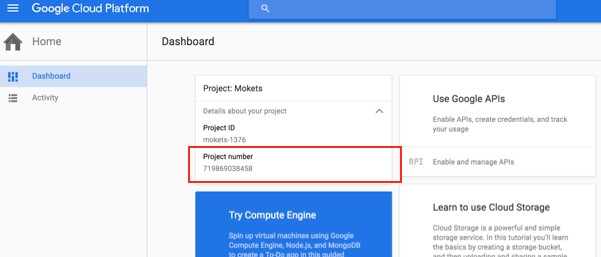 Google Cloud Platform
Home
Dashboard
Dashboard
Activity
Project: Mokets
Details about your project
Project ID
mokets-1376
Project number
719869038458
Try Compute Engine
Spin up virtual machines using Google
Compute Engine, Node.js, and MongoDB
to create a To-Do app in this guided
Use Google APIs
Enable APIs, create credentials, and track
your usage
API Enable and manage APIs
Learn to use Cloud Storage
Cloud Storage is a powerful and simple
storage service. In this tutorial you'll learn
the basics by creating a storage bucket,
and then uploading and sharing a sample